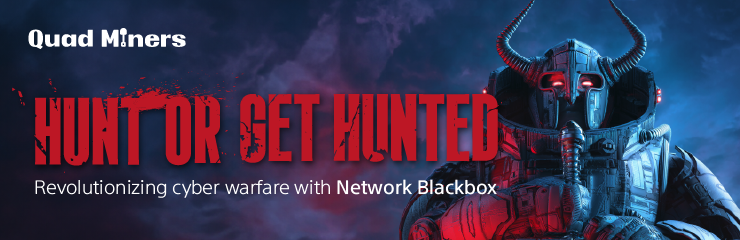 Quad Miners
HUNT OR GET HUNTED
Revolutionizing cyber warfare with Network Blackbox